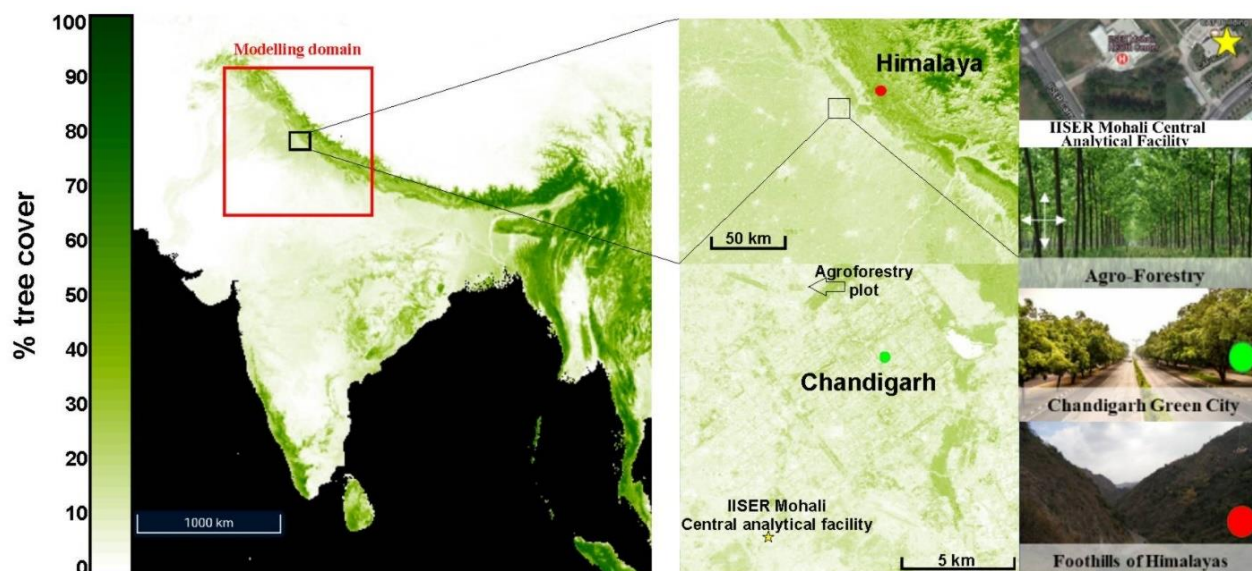 % tree cover
100
90
80
70
60
50
40
30
20
10
0
Modelling domain
1000 km
Himalaya
50 km
Agroforestry
plot
Chandigarh
IISER Mohali
Central analytical facility
5 km
H
IISER Mohali Central
Analytical Facility
Agro-Forestry
Chandigarh Green City
Foothills of Himalayas